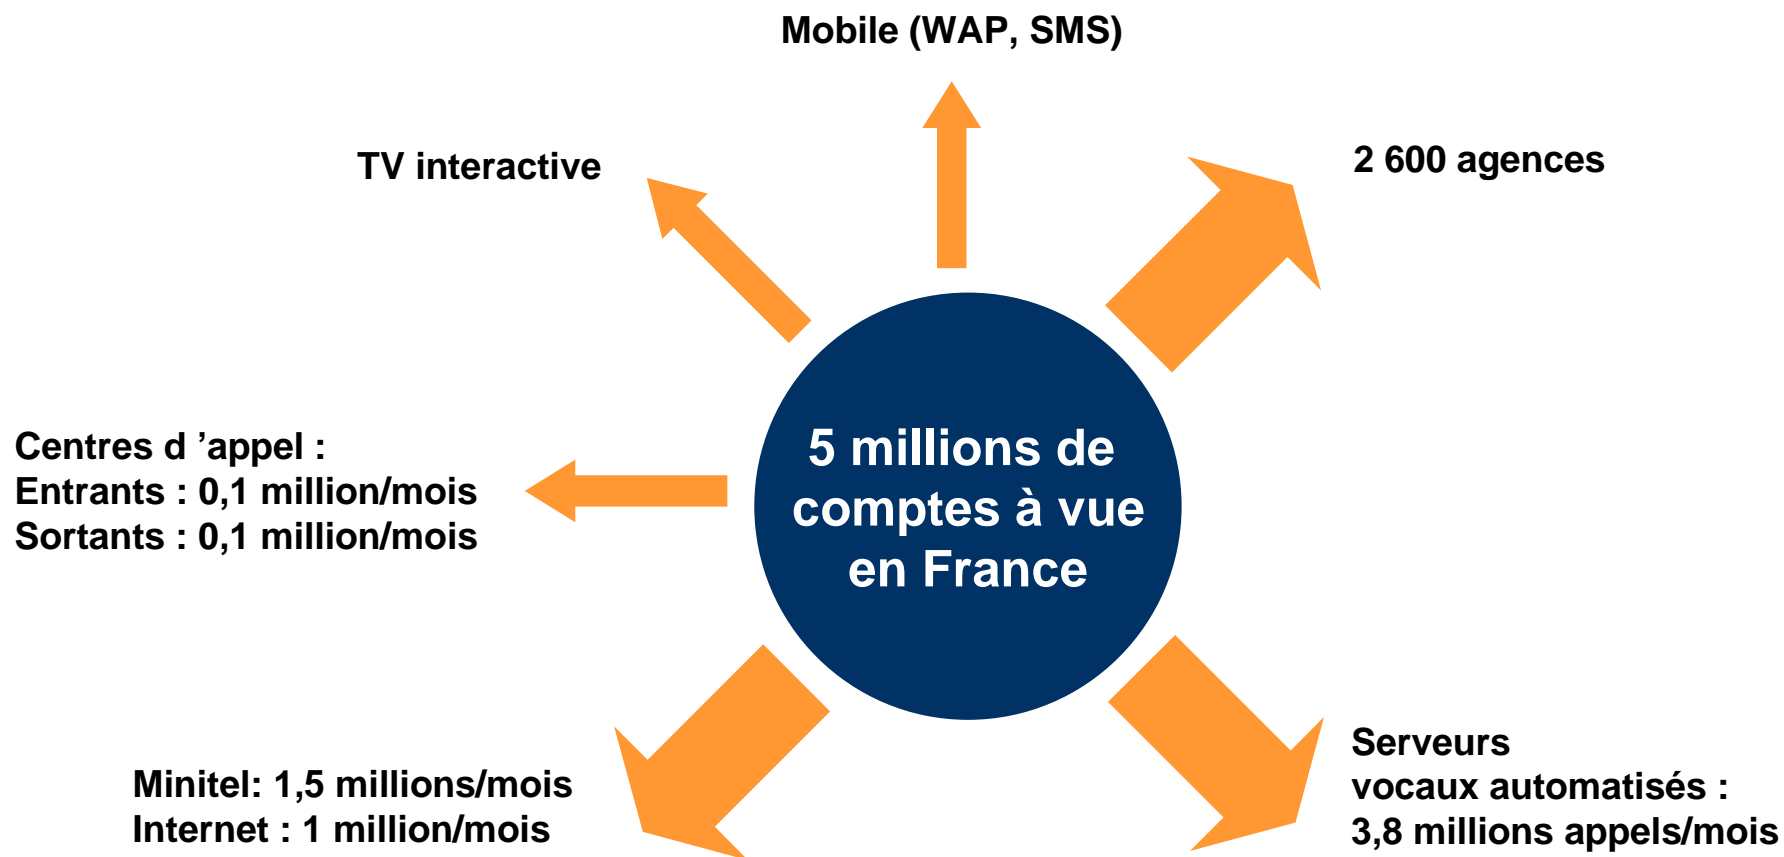 Mobile (WAP, SMS)
TV interactive
2 600 agences
Centres d ’appel :
Entrants : 0,1 million/mois
Sortants : 0,1 million/mois
5 millions de
comptes à vue
en France
Minitel: 1,5 millions/mois
Internet : 1 million/mois
Serveurs
vocaux automatisés :
3,8 millions appels/mois